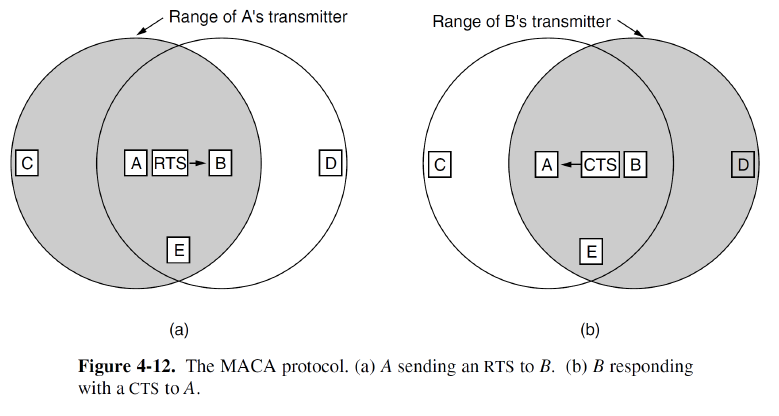 Range of A's transmitter
C
A
RTS
B
D
E
(a)
Range of B's transmitter
C
A
CTS
B
D
E
(b)
Figure 4-12. The MACA protocol. (a) A sending an RTS to B. (b) B responding
with a CTS to A.